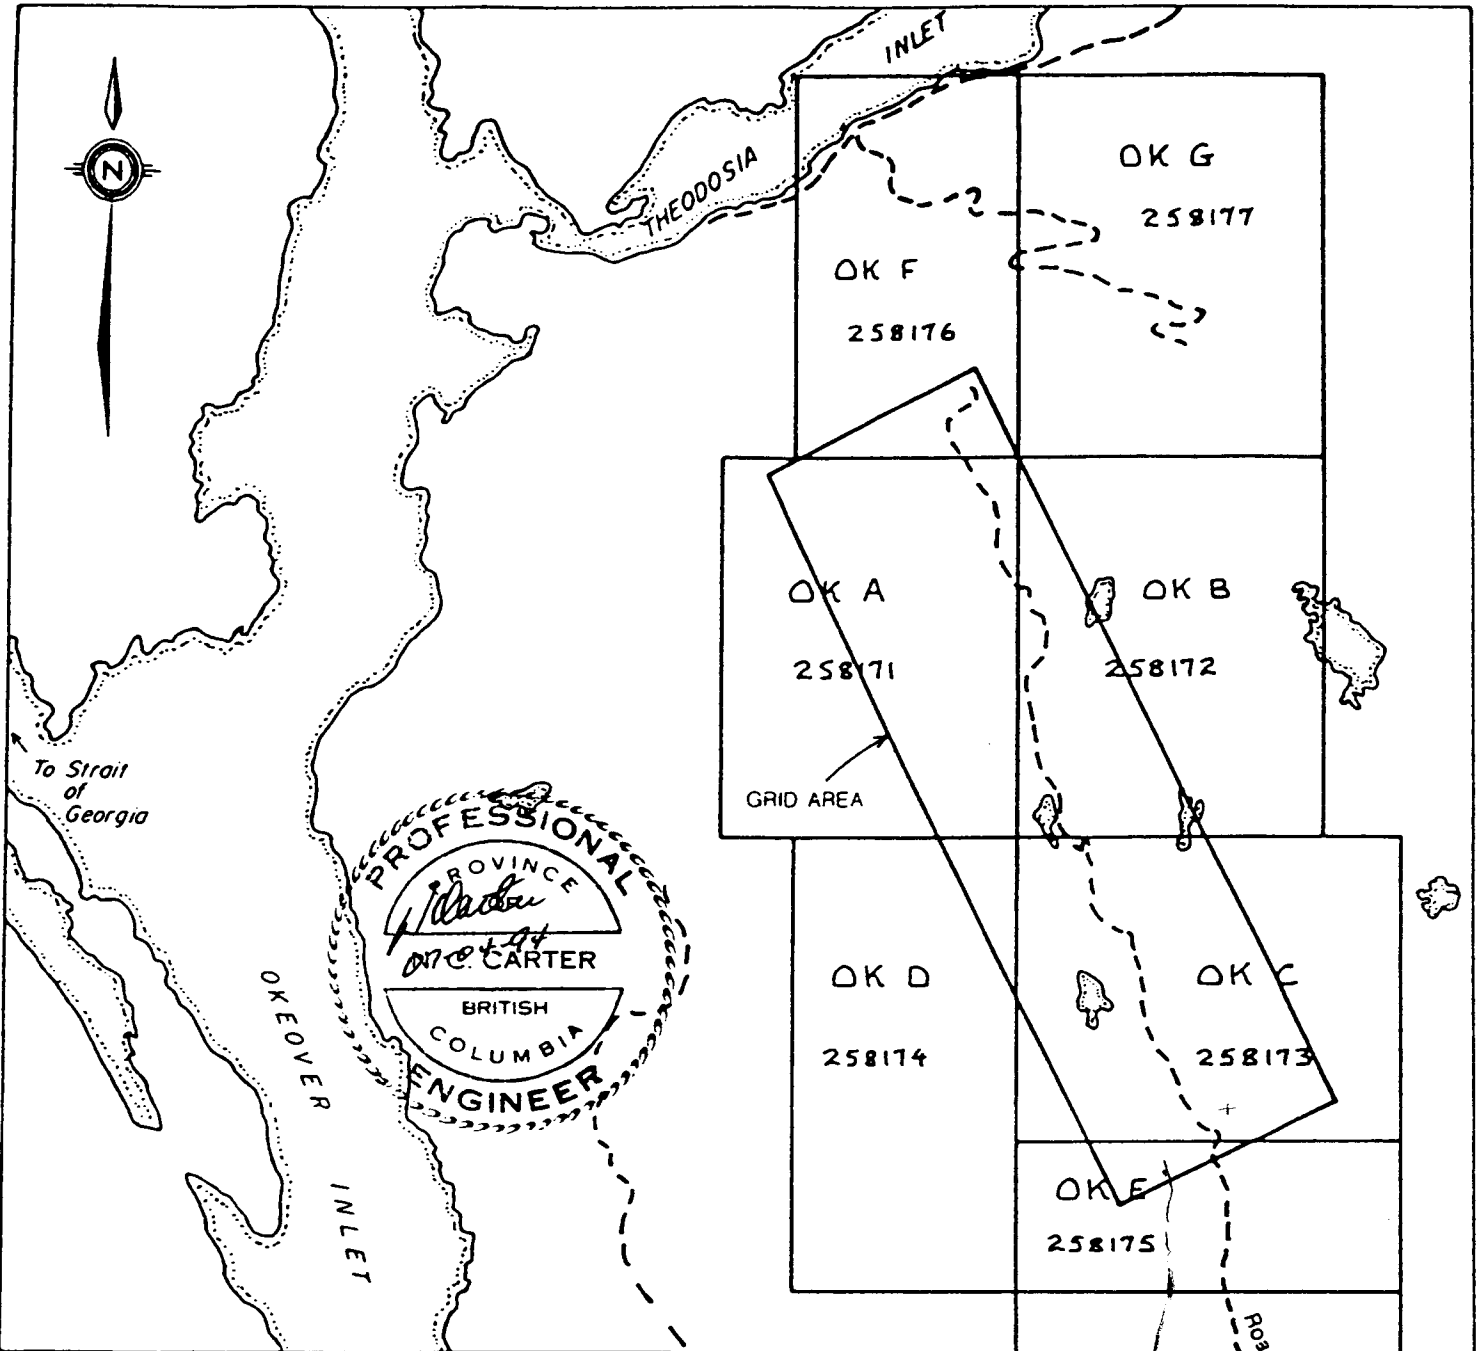 INLET
THEODOSIA
N
OK G
258177
OK F
258176
OK A
258171
OK B
258172
GRID AREA
To Strait
of
Georgia
PROFESSIONAL
PROVINCE
N.C. CARTER
BRITISH
COLUMBIA
ENGINEER
OK D
258174
OK C
258173
OK E
258175
OKEOVER
INLET